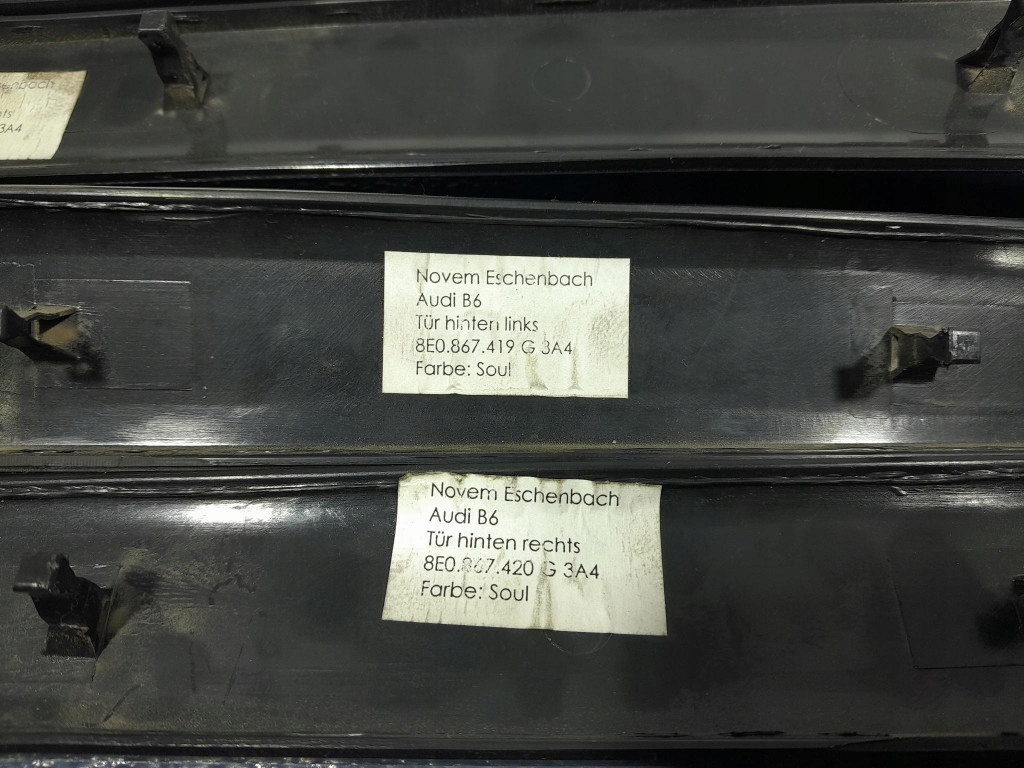 3A4
Novem Eschenbach
Audi B6
Tür hinten links
8E0.867.419 G 3A4
Farbe: Soul
Novem Eschenbach
Audi B6
Tür hinten rechts
8E0.867.420 G 3A4
Farbe: Soul